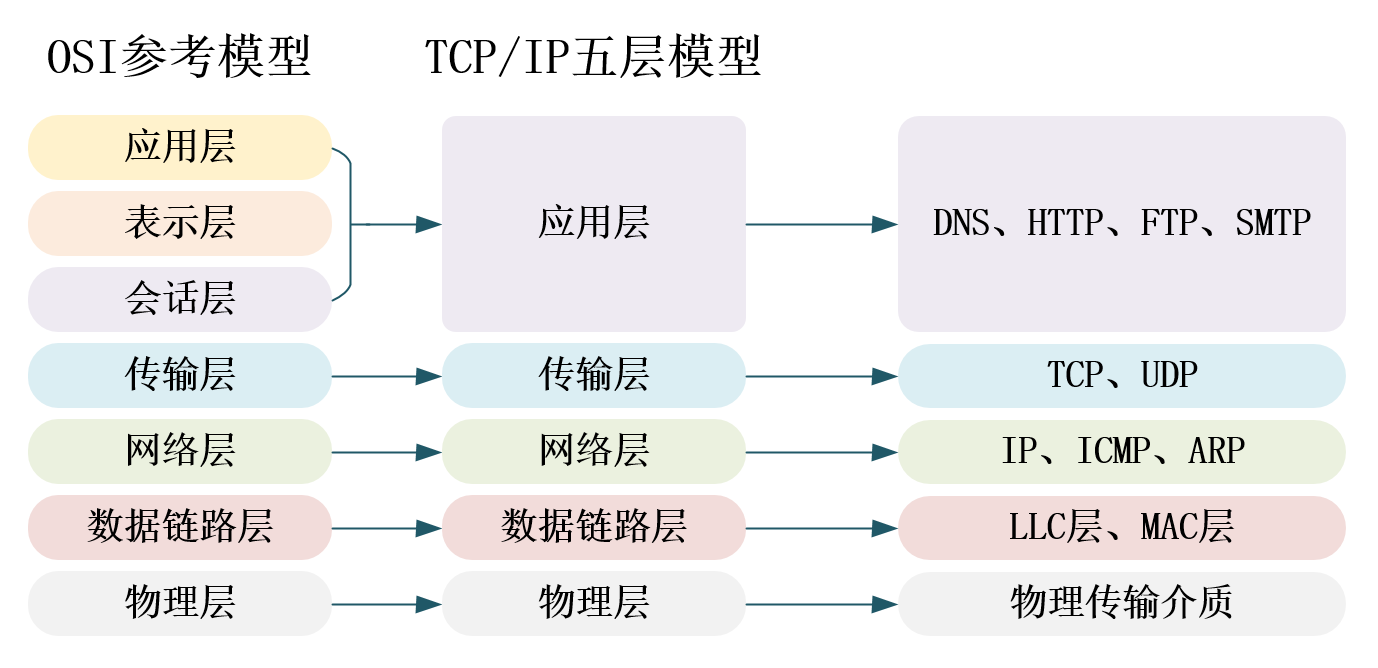 OSI参考模型 TCP/IP五层模型
应用层
表示层
会话层
应用层
DNS、HTTP、FTP、SMTP
传输层 传输层 TCP、UDP
网络层 网络层 IP、ICMP、ARP
数据链路层 数据链路层 LLC层、MAC层
物理层 物理层 物理传输介质